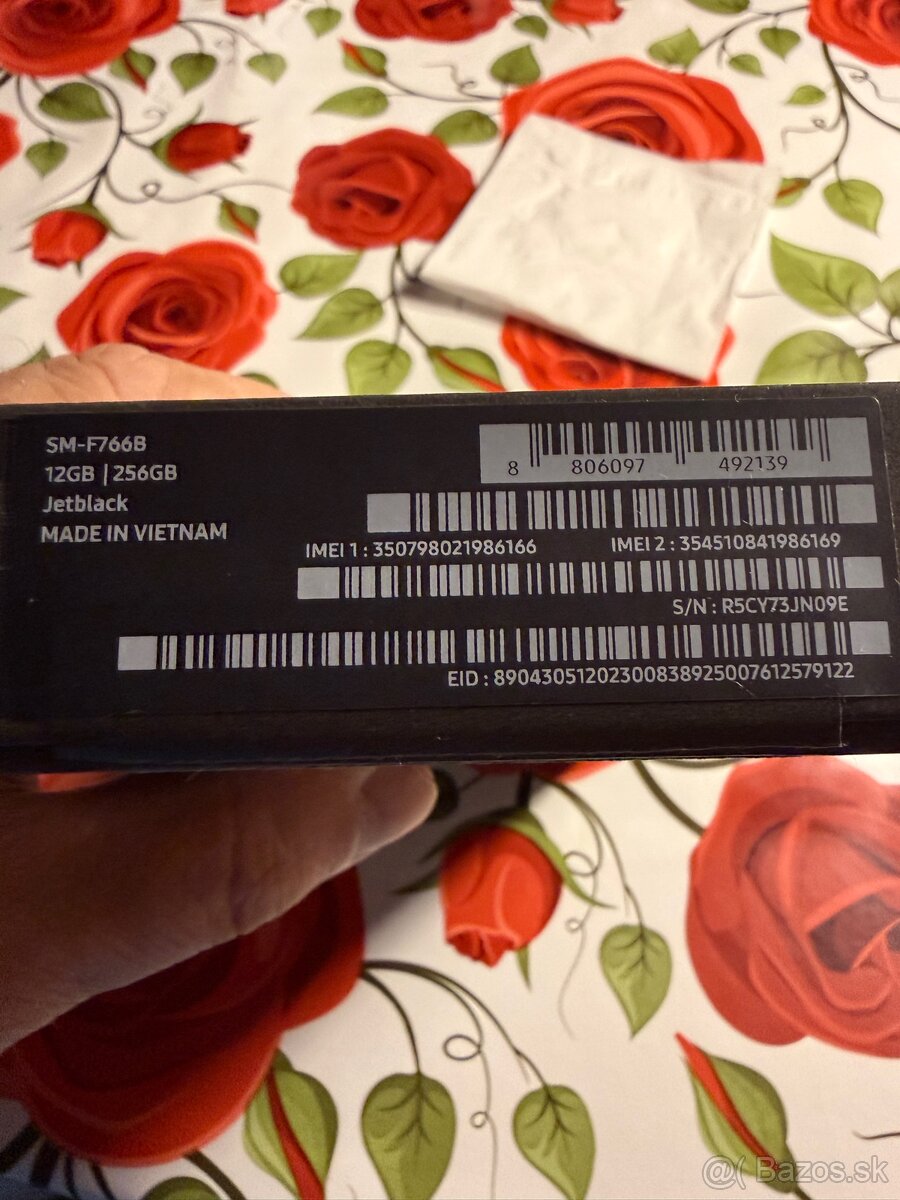 SM-F766B
12GB | 256GB
Jetblack
MADE IN VIETNAM
8 806097 492139
IMEI 1 : 350798021986166 IMEI 2 : 354510841986169
S/N : R5CY73JN09E
EID : 89043051202300838925007612579122
@( Bazos.sk